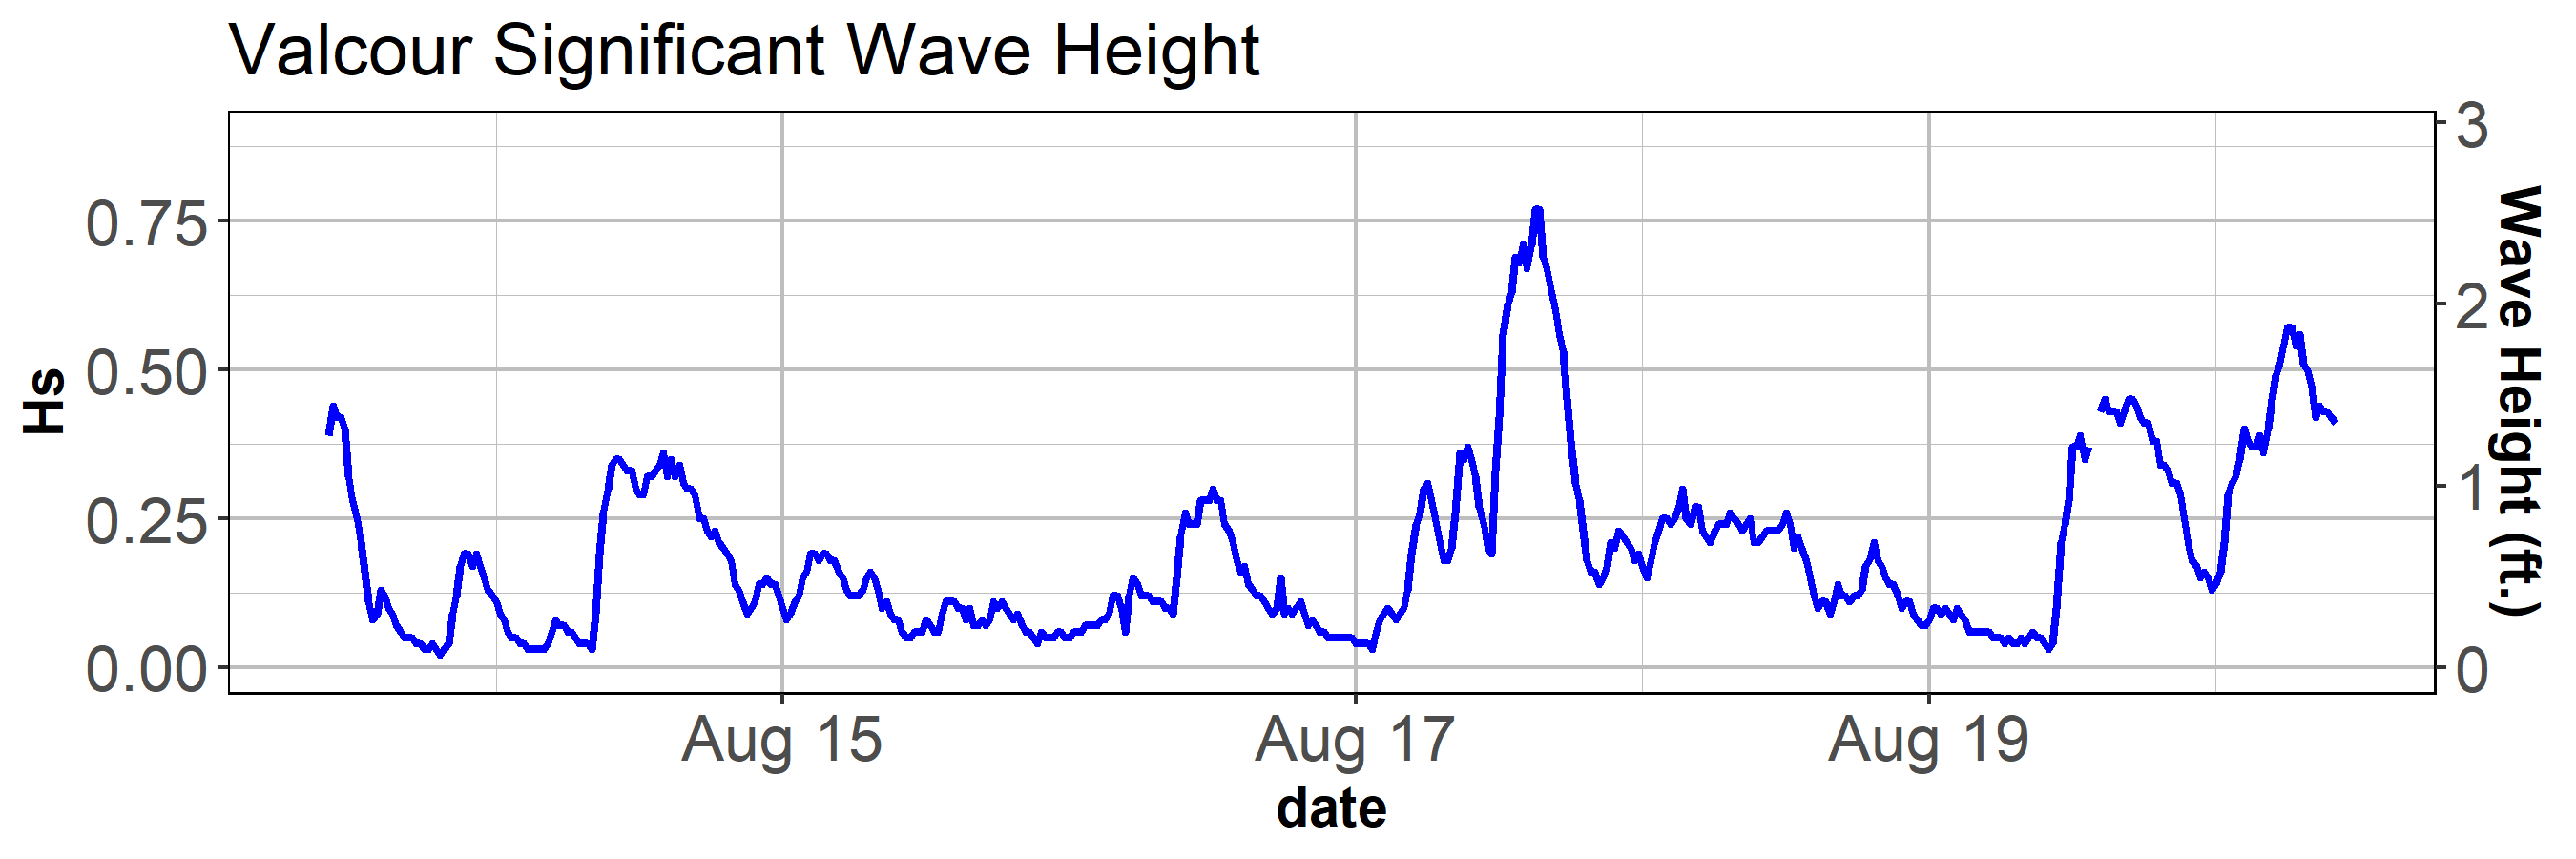 Valcour Significant Wave Height
Hs
0.75
0.50
0.25
0.00
3
2
1
0
Wave Height (ft.)
Aug 15
Aug 17
Aug 19
date